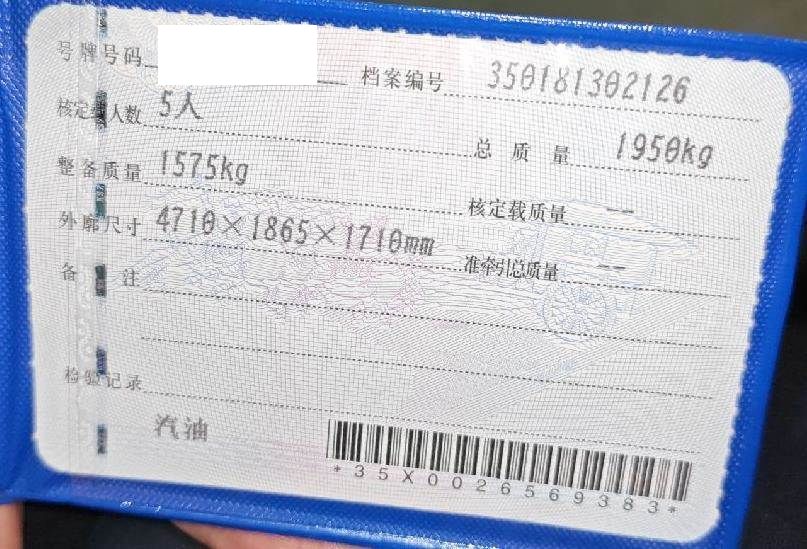 号牌号码 档案编号 350181302126
核定载人数 5人 总质量 1950kg
整备质量 1575kg 核定载质量 --
外廓尺寸 4710×1865×1710mm 准牵引总质量 --
备注
检验记录
汽油
*35X0026569383*